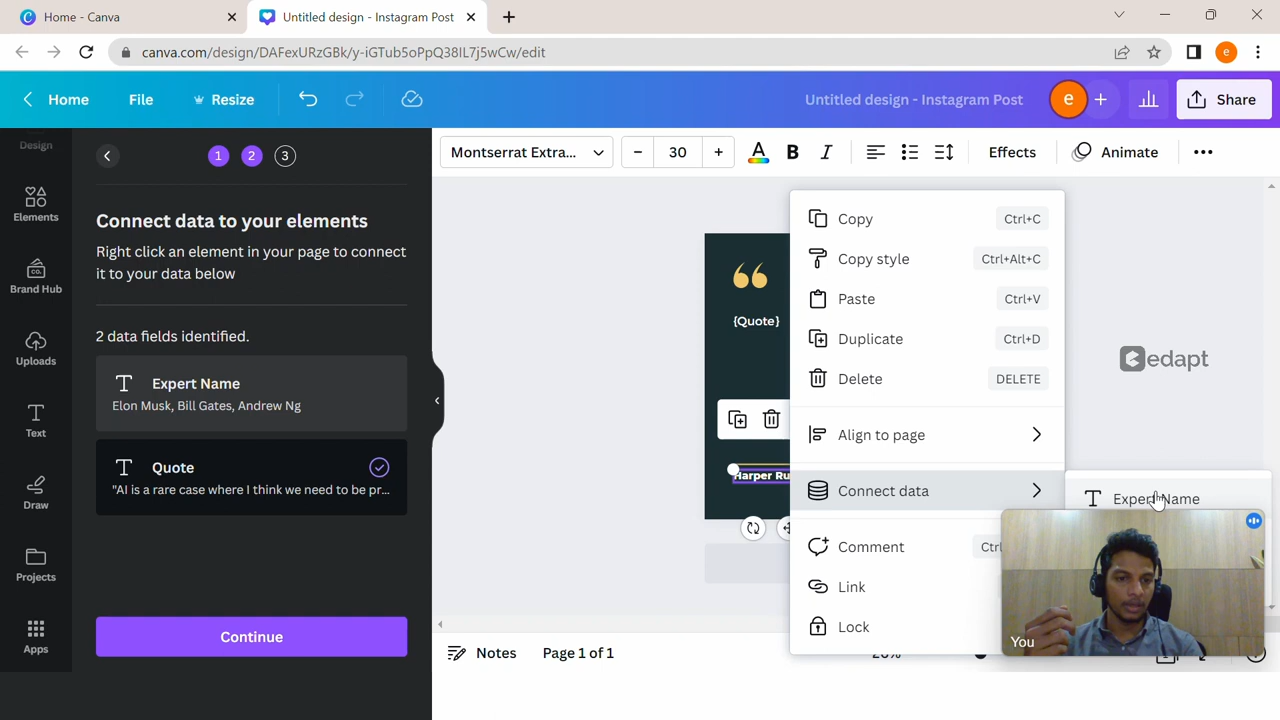 Home - Canva
Untitled design - Instagram Post
canva.com/design/DAFexURzGBk/y-iGTub5oPpQ38IL7j5wCw/edit
e
Home
File
Resize
Untitled design - Instagram Post
e
Share
Design
Elements
CO.
Brand Hub
Uploads
Text
Draw
Projects
Apps
1
2
3
Connect data to your elements
Right click an element in your page to connect
it to your data below
2 data fields identified.
Expert Name
Elon Musk, Bill Gates, Andrew Ng
Quote
"AI is a rare case where I think we need to be pr...
Continue
Montserrat Extra...
30
Effects
Animate
{Quote}
Harper Ru
Copy
Ctrl+C
Copy style
Ctrl+Alt+C
Paste
Ctrl+V
Duplicate
Ctrl+D
Delete
DELETE
Align to page
Connect data
Comment
Ctrl
Link
Lock
Expert Name
edapt
You
Notes
Page 1 of 1